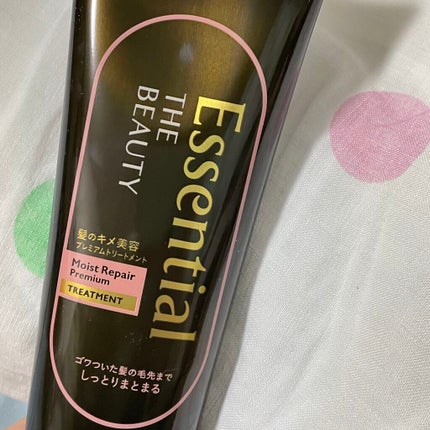 Essential
THE
BEAUTY
髪のキメ美容
プレミアムトリートメント
Moist Repair
Premium
TREATMENT
ゴワついた髪の毛先まで
しっとりまとまる